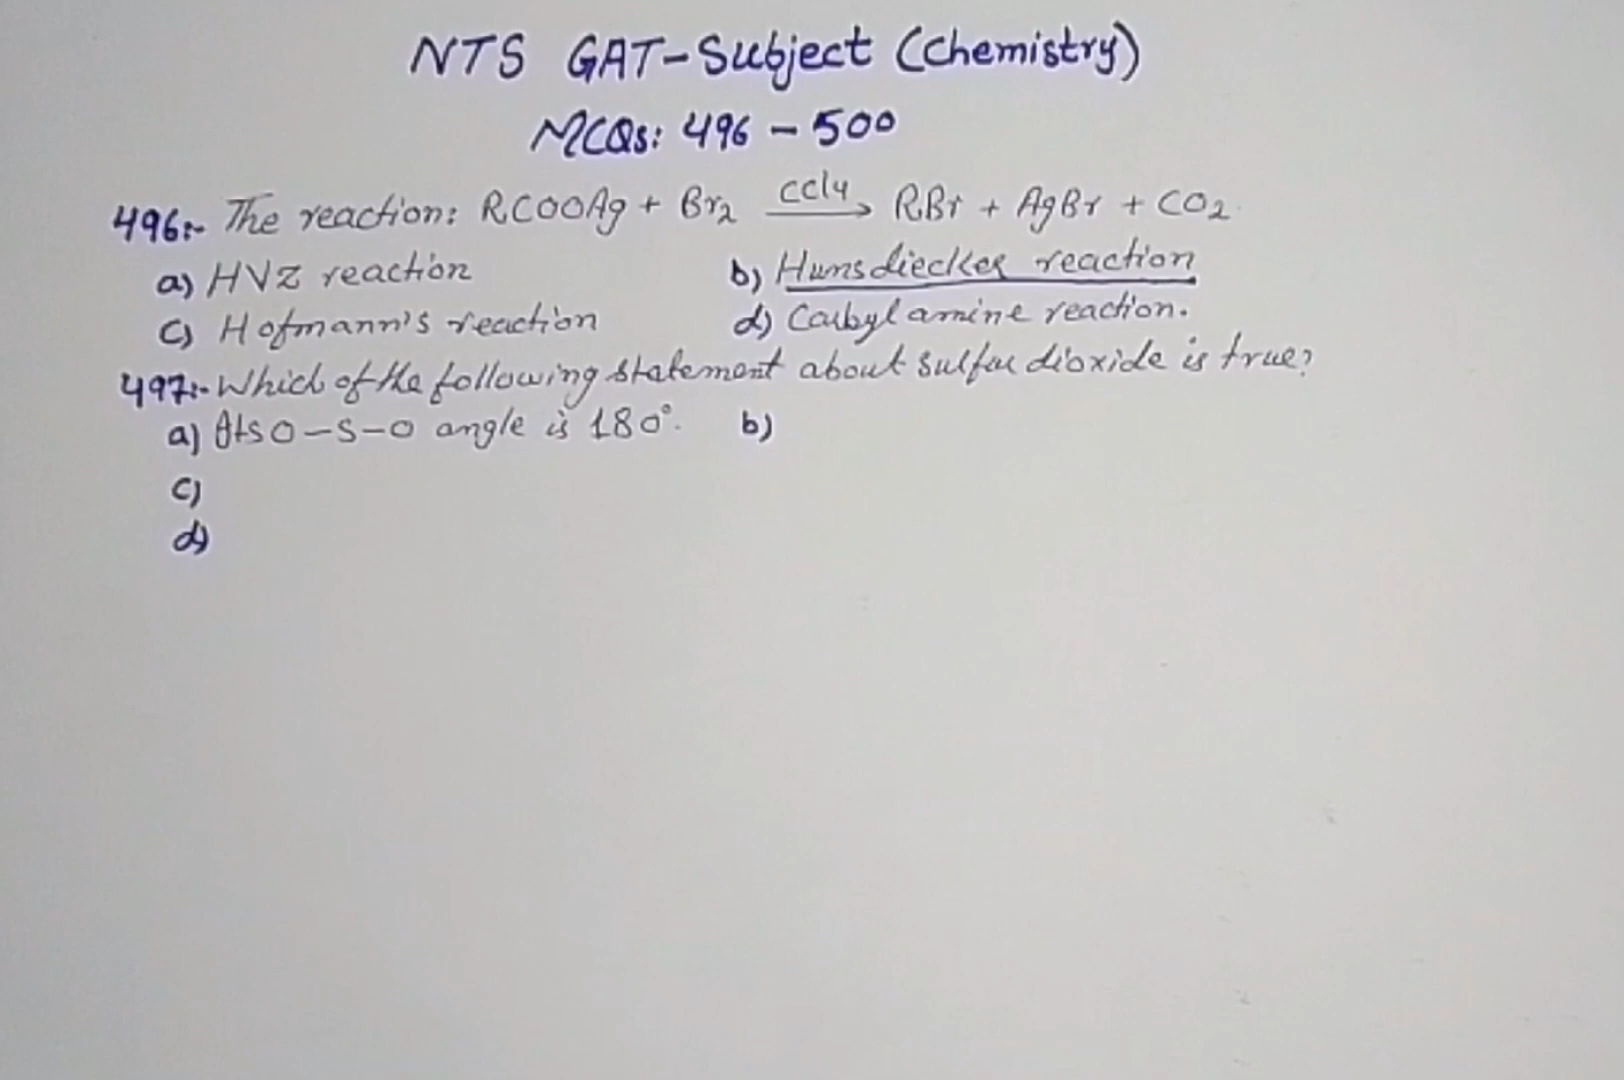 NTS GAT-Subject (Chemistry)
MCQs: 496 - 500
496:- The reaction: RCOOAg + Br2 CCl4→ RBr + AgBr + CO2.
a) HVZ reaction b) Hunsdiecker reaction
c) Hofmann's reaction d) Carbylamine reaction.
497:- Which of the following statement about sulfur dioxide is true?
a) Its O-S-O angle is 180°. b)
c)
d)